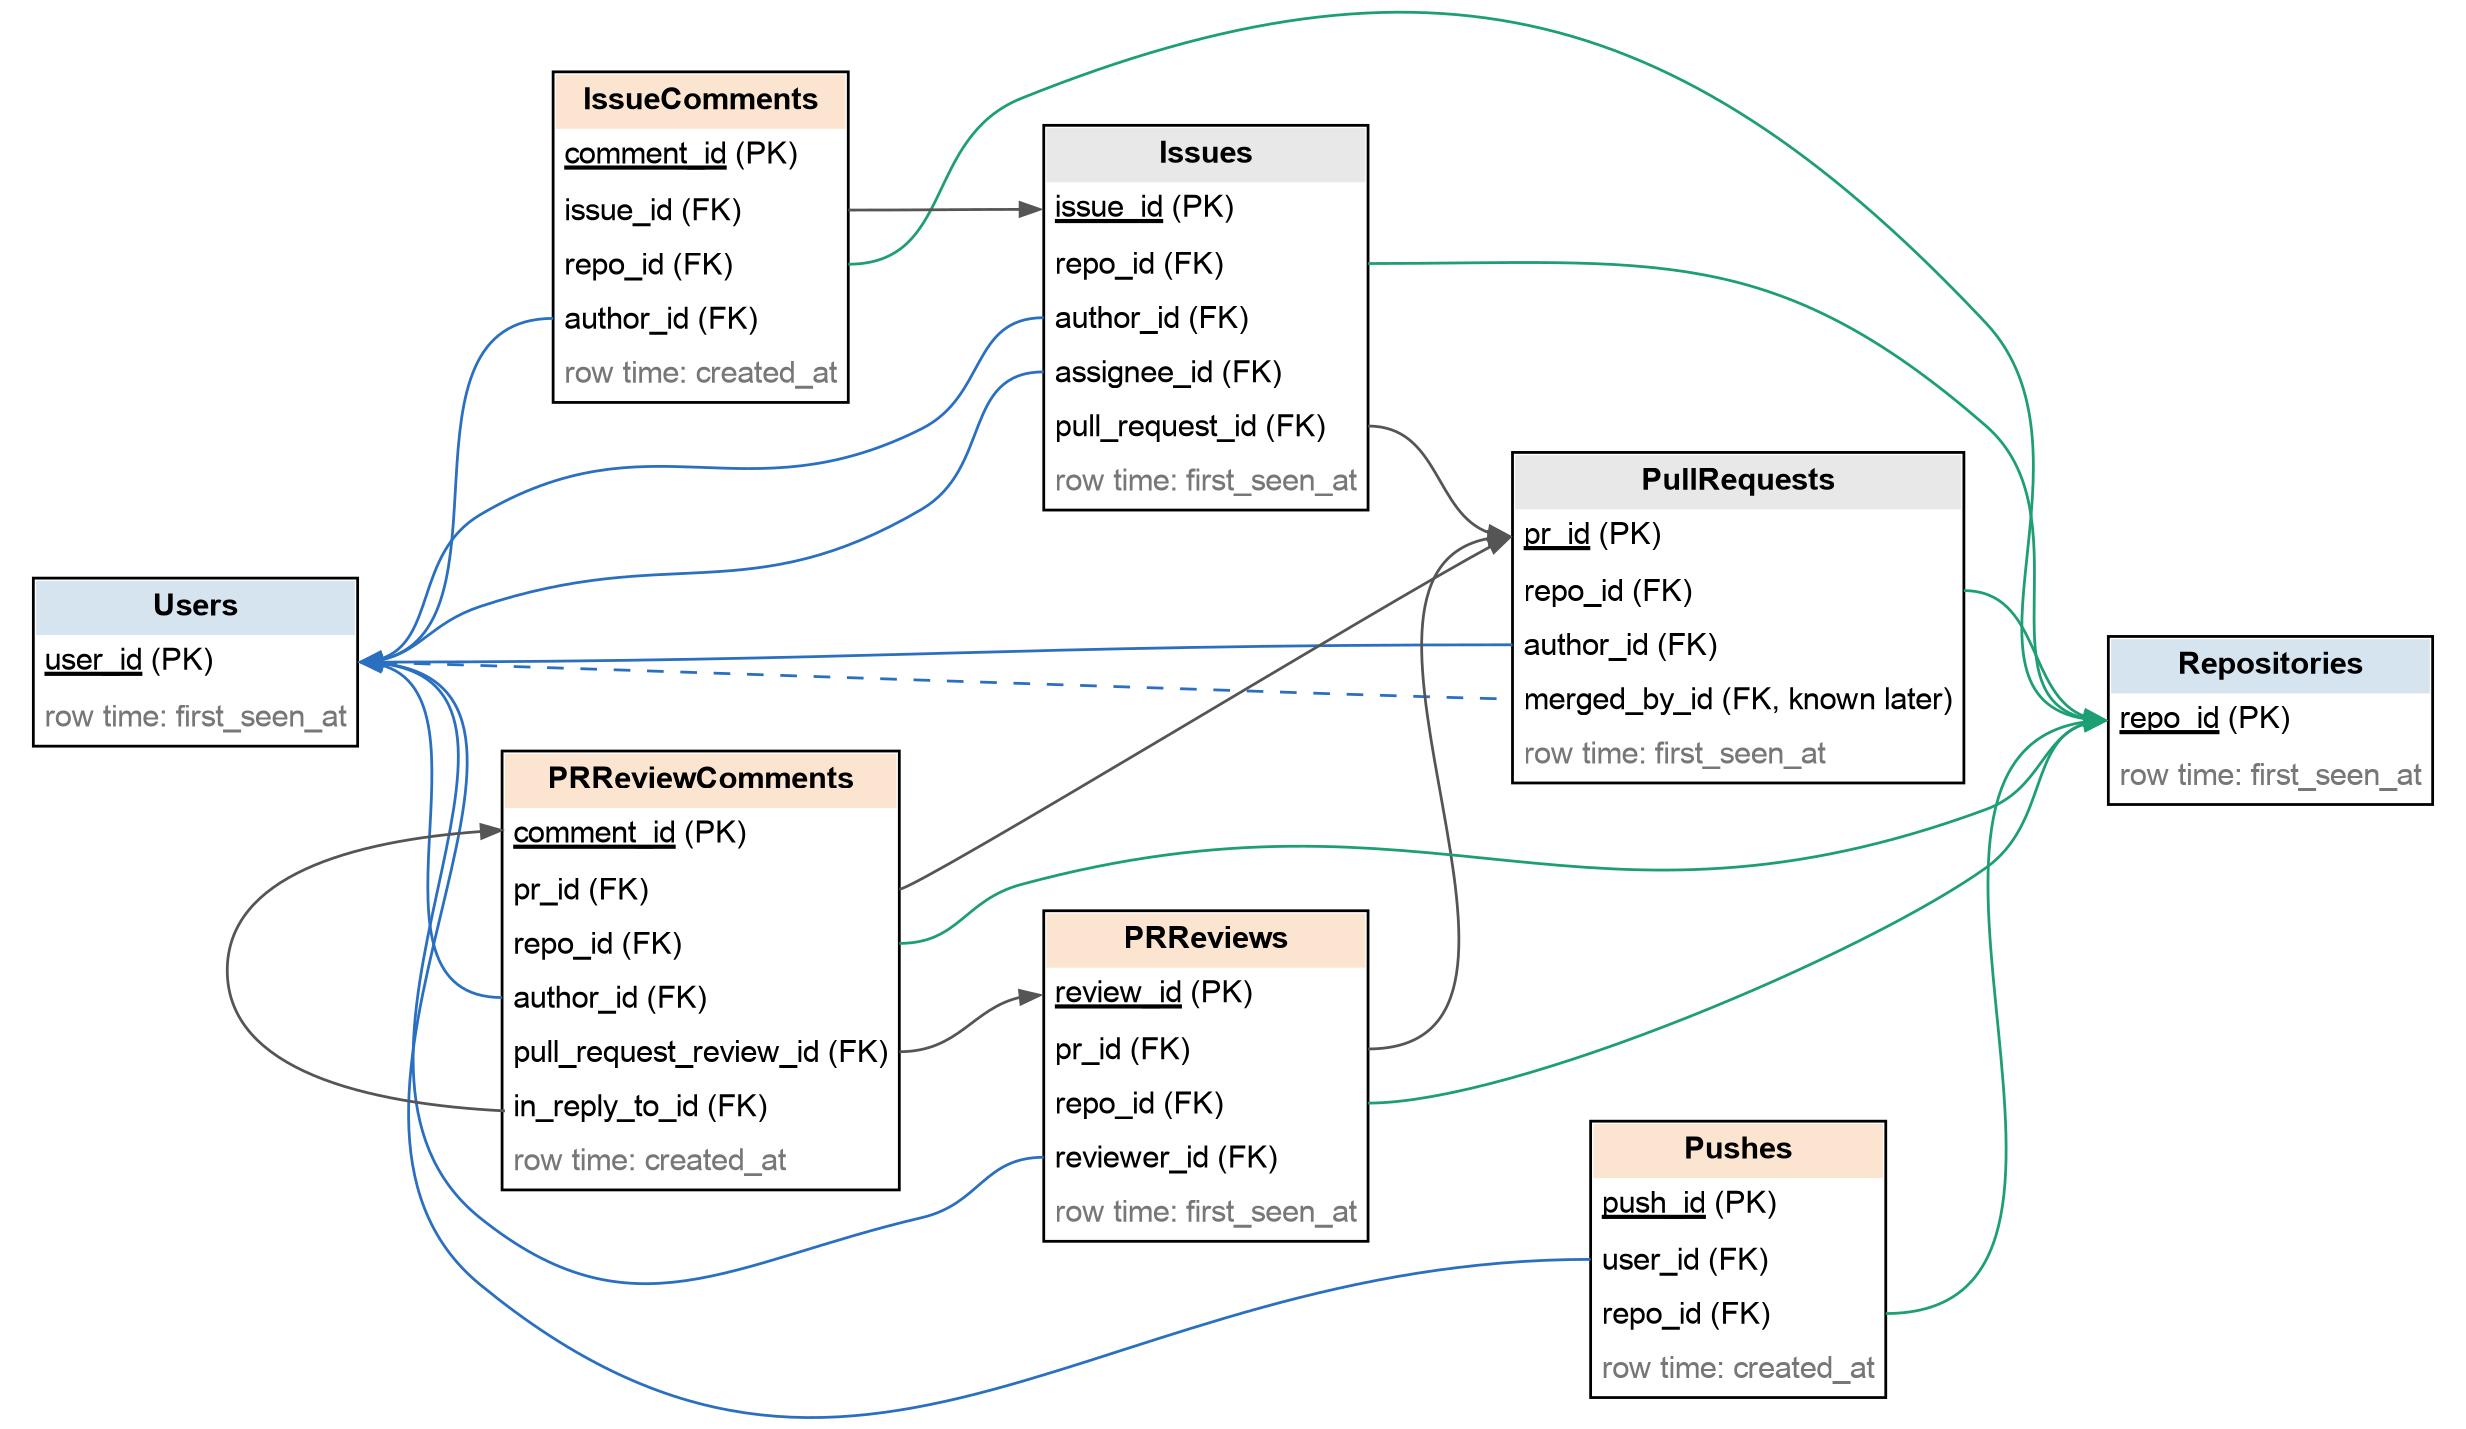 IssueComments
comment_id (PK)
issue_id (FK)
repo_id (FK)
author_id (FK)
row time: created_at
Issues
issue_id (PK)
repo_id (FK)
author_id (FK)
assignee_id (FK)
pull_request_id (FK)
row time: first_seen_at
PullRequests
pr_id (PK)
repo_id (FK)
author_id (FK)
merged_by_id (FK, known later)
row time: first_seen_at
Users
user_id (PK)
row time: first_seen_at
Repositories
repo_id (PK)
row time: first_seen_at
PRReviewComments
comment_id (PK)
pr_id (FK)
repo_id (FK)
author_id (FK)
pull_request_review_id (FK)
in_reply_to_id (FK)
row time: created_at
PRReviews
review_id (PK)
pr_id (FK)
repo_id (FK)
reviewer_id (FK)
row time: first_seen_at
Pushes
push_id (PK)
user_id (FK)
repo_id (FK)
row time: created_at